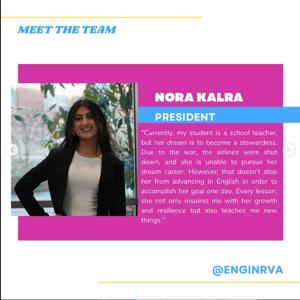 MEET THE TEAM
NORA KALRA
PRESIDENT
"Currently, my student is a school teacher,
but her dream is to become a stewardess.
Due to the war, the airlines were shut
down, and she is unable to pursue her
dream career. However, that doesn't stop
her from advancing in English in order to
accomplish her goal one day. Every lesson,
she not only inspires me with her growth
and resilience but also teaches me new
things."
@ENGINRVA